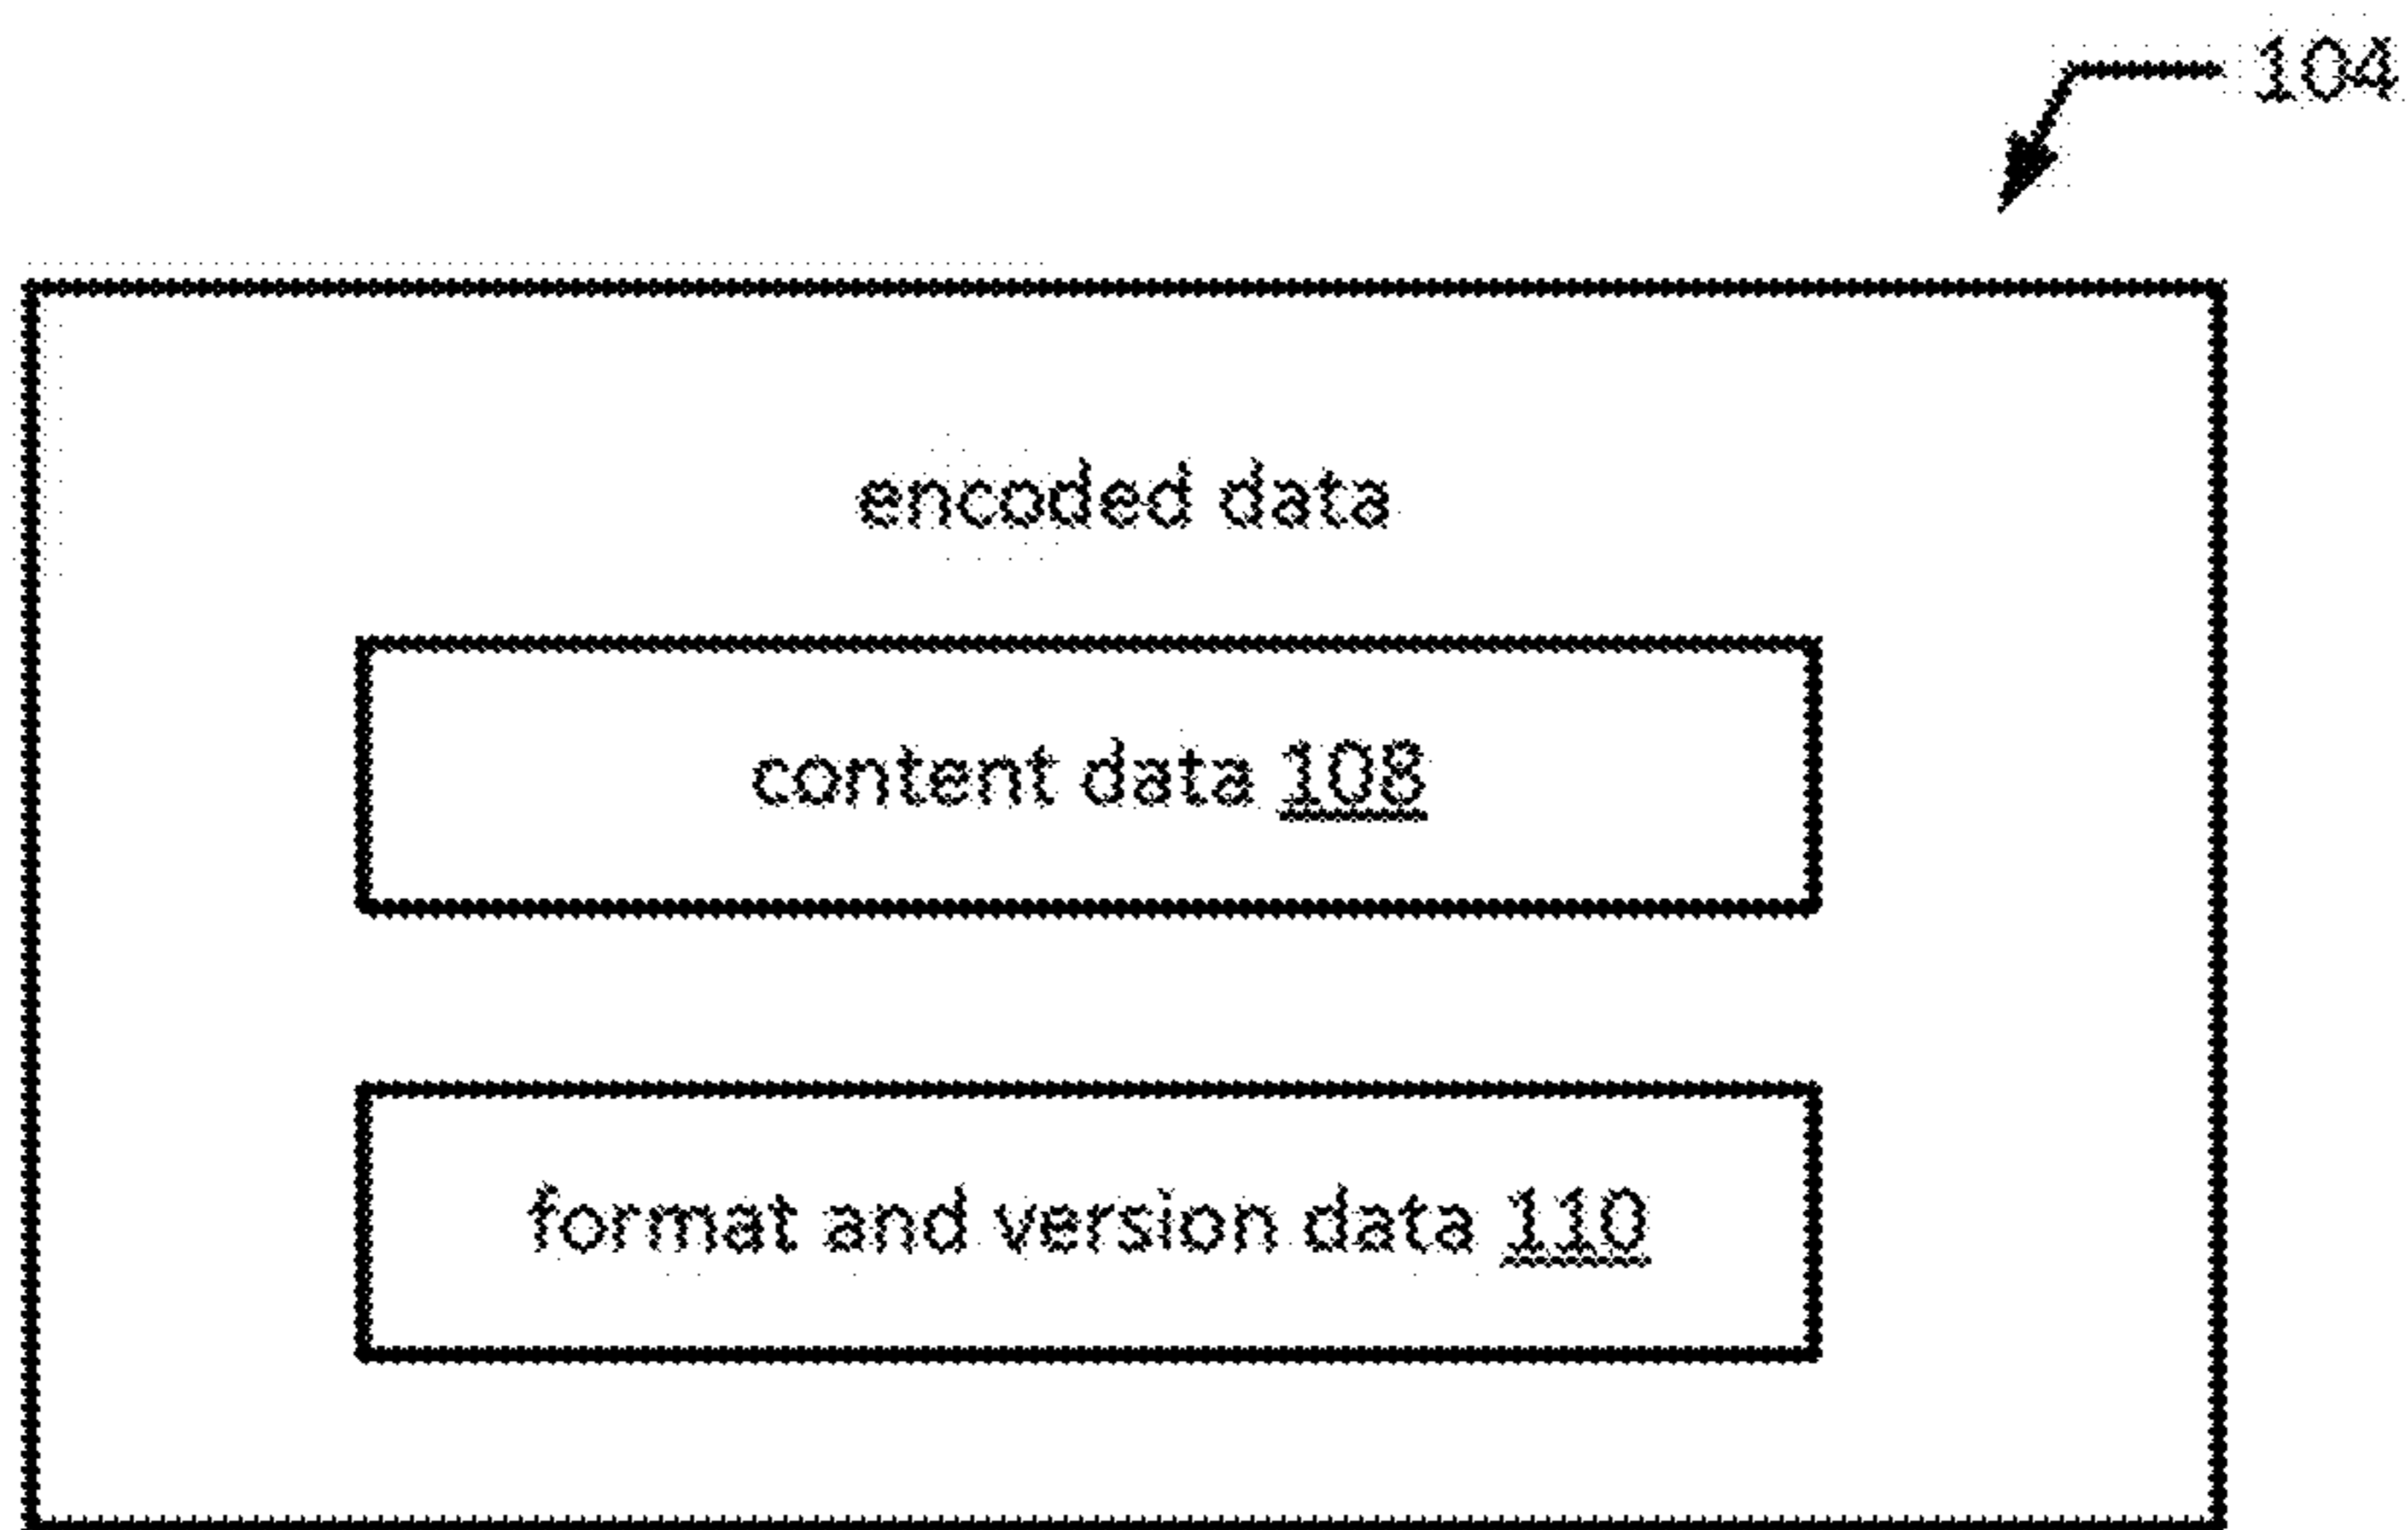 104
encoded data
content data 108
format and version data 110